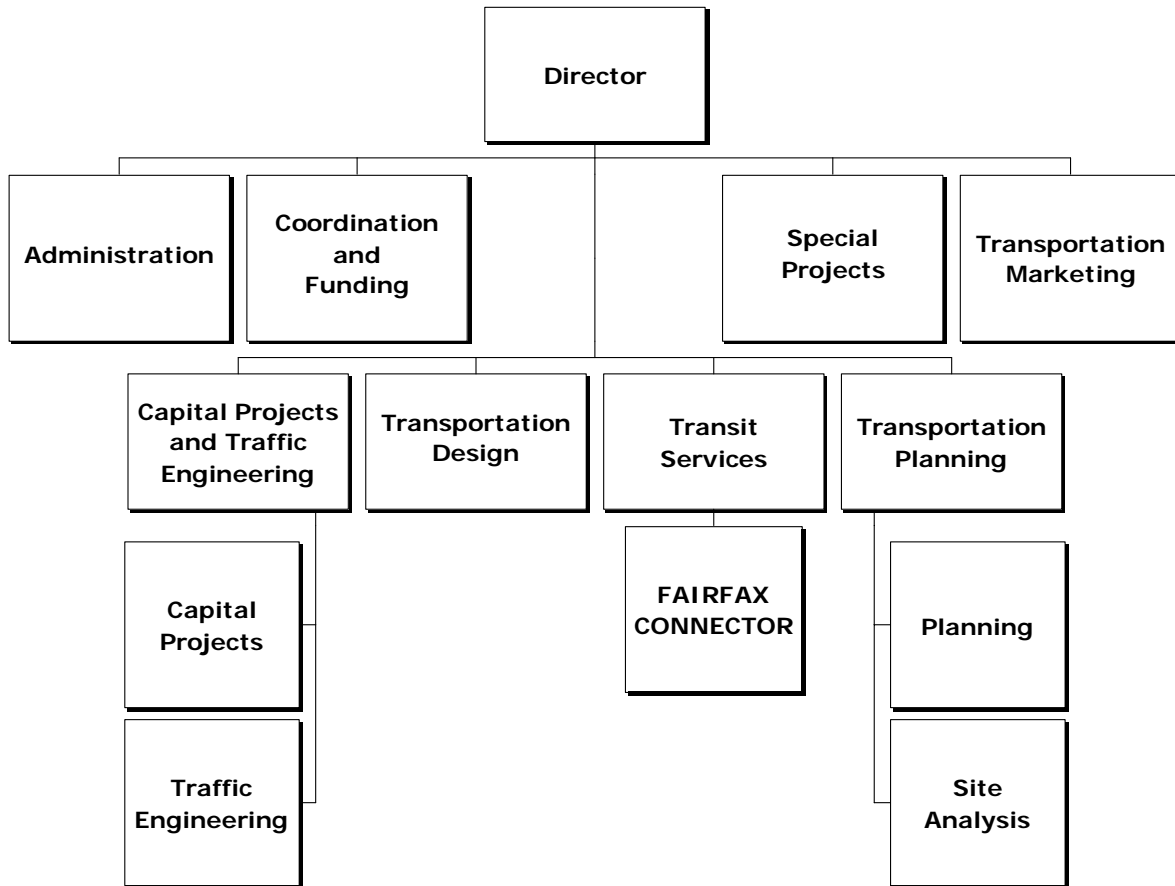 Director
Administration
Coordination
and
Funding
Special
Projects
Transportation
Marketing
Capital Projects
and Traffic
Engineering
Transportation
Design
Transit
Services
Transportation
Planning
Capital
Projects
FAIRFAX
CONNECTOR
Planning
Traffic
Engineering
Site
Analysis